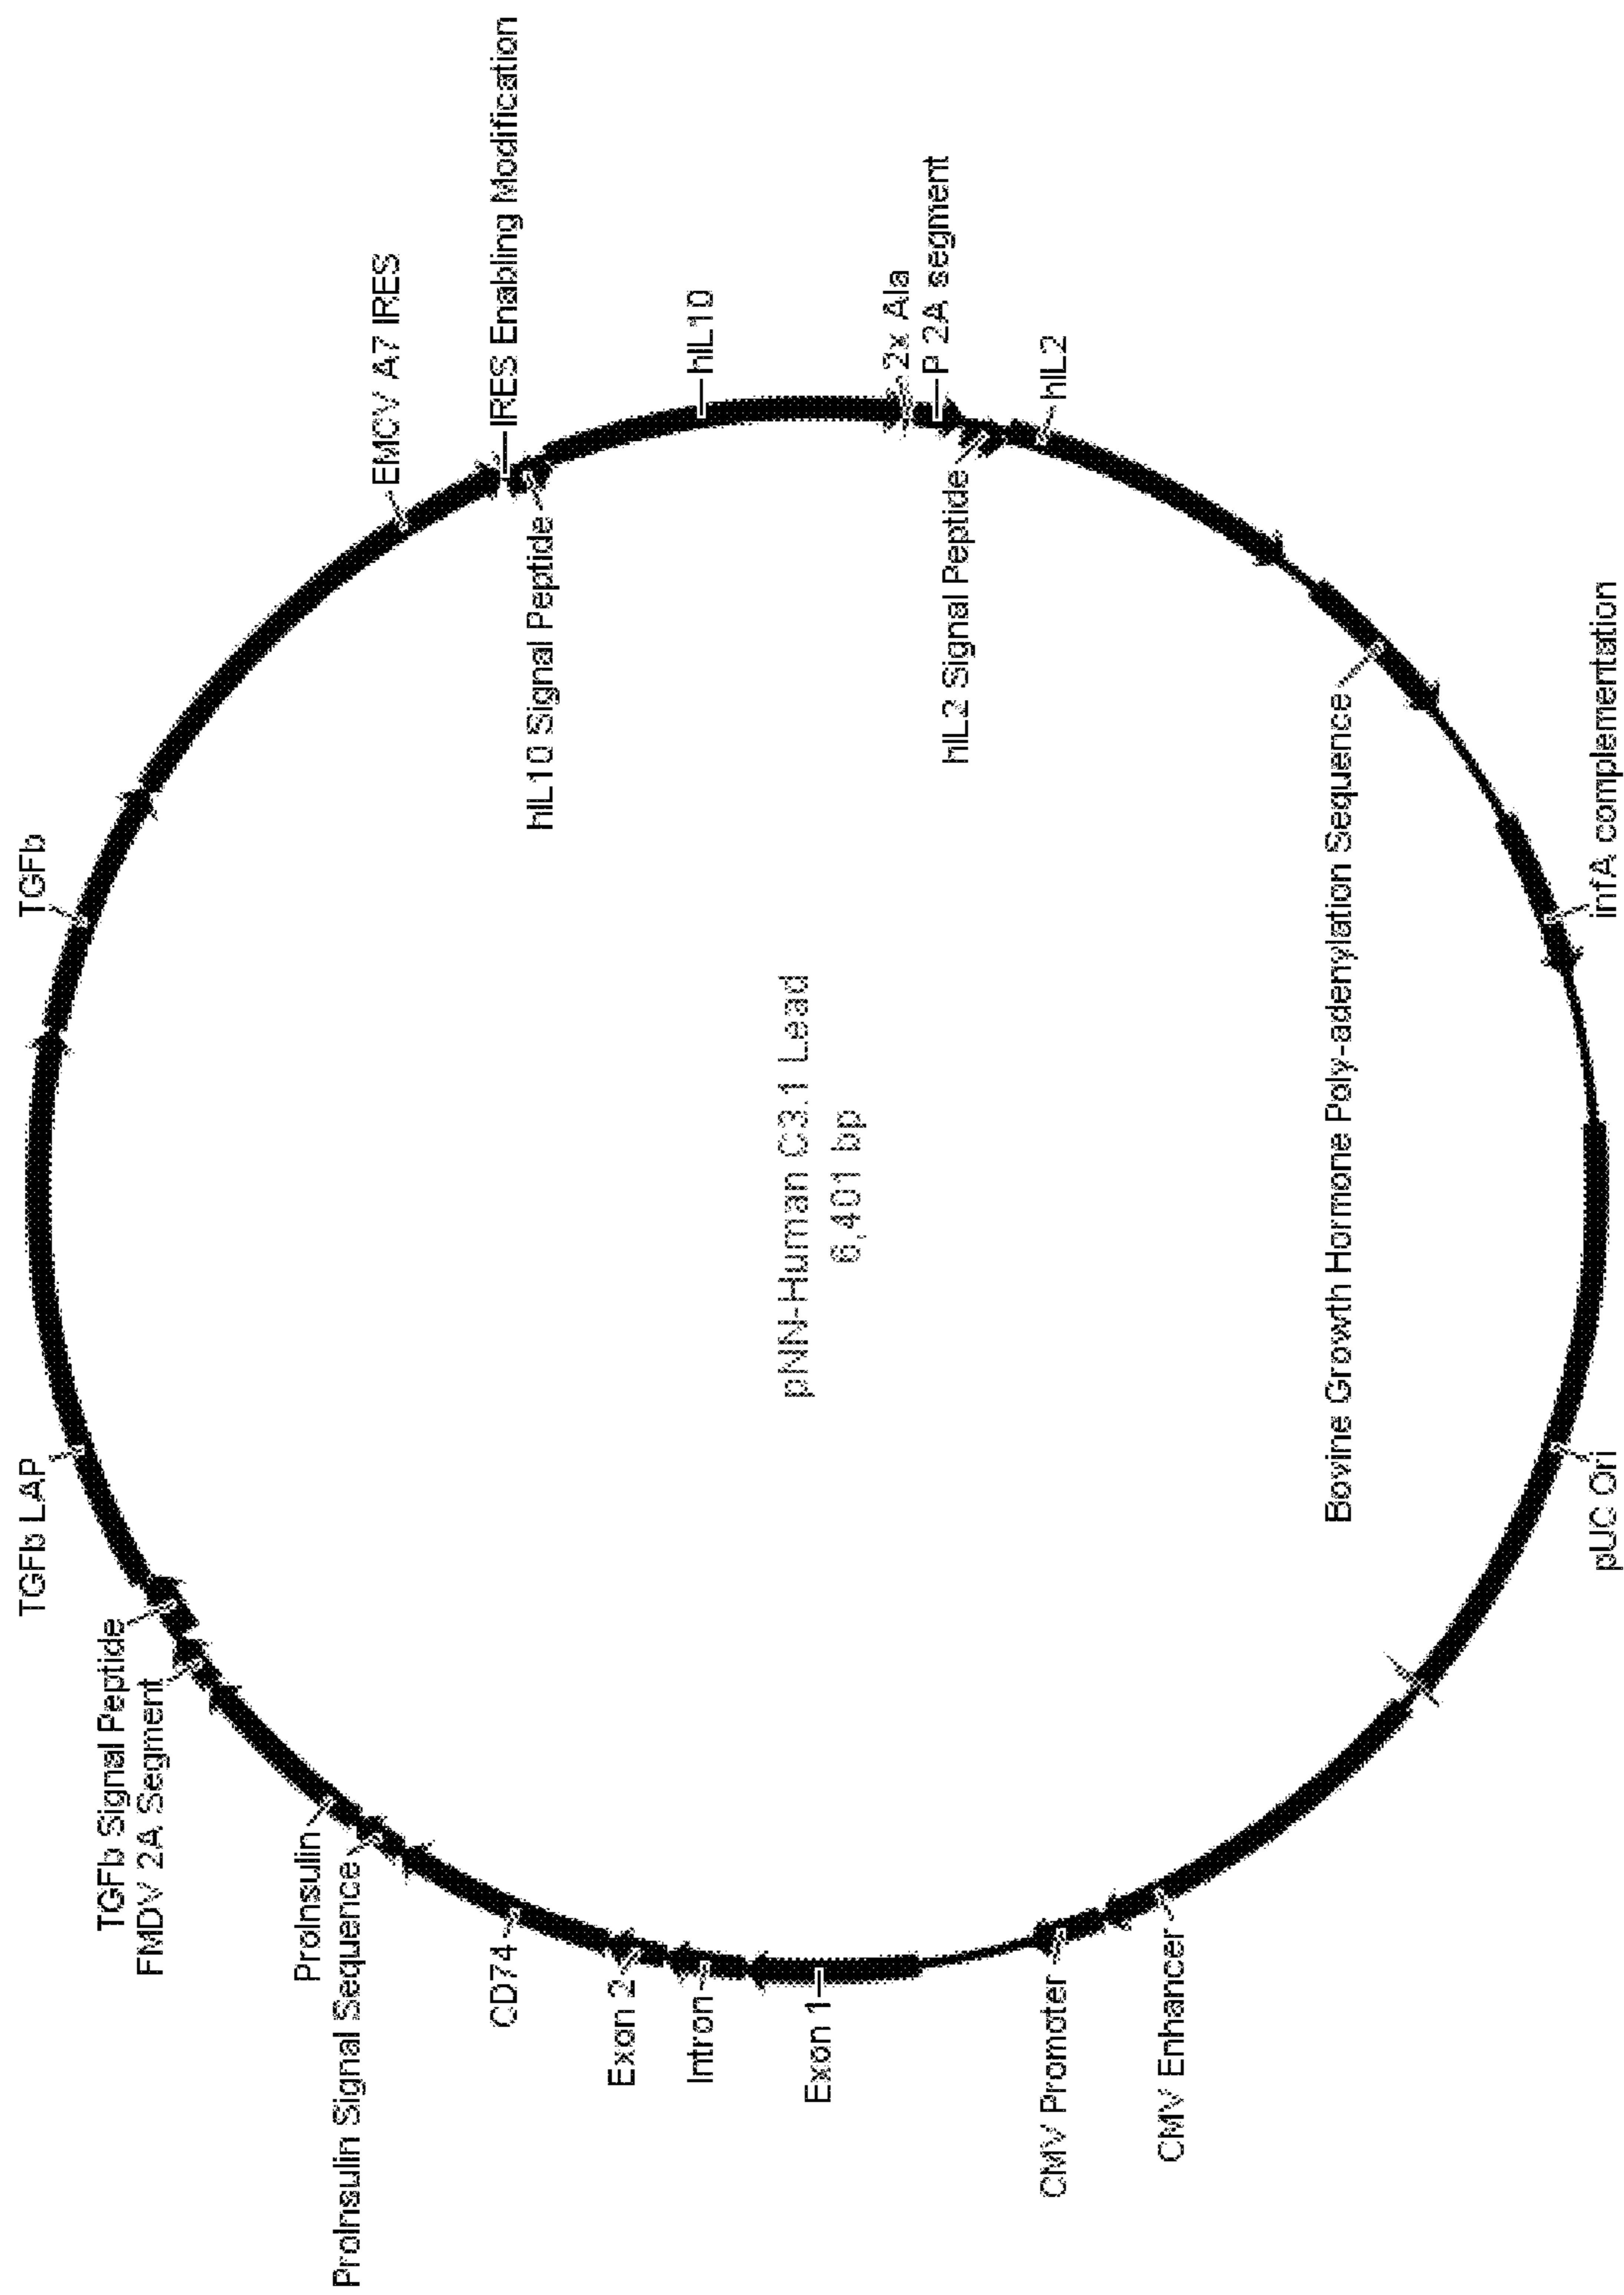 TGFb LAP
TGFb
TGFb Signal Peptide
FMDV 2A Segment
ProInsulin
ProInsulin Signal Sequence
EMCV A7 IRES
CD74
IRES Enabling Modification
hIL10 Signal Peptide
Exon 2
Intron
hIL10
pNN-Human C3.1 Lead
6,401 bp
Exon 1
2x Ala
P 2A segment
hIL2 Signal Peptide
CMV Promoter
hIL2
CMV Enhancer
Bovine Growth Hormone Poly-adenylation Sequence
pUC Ori
infA complementation